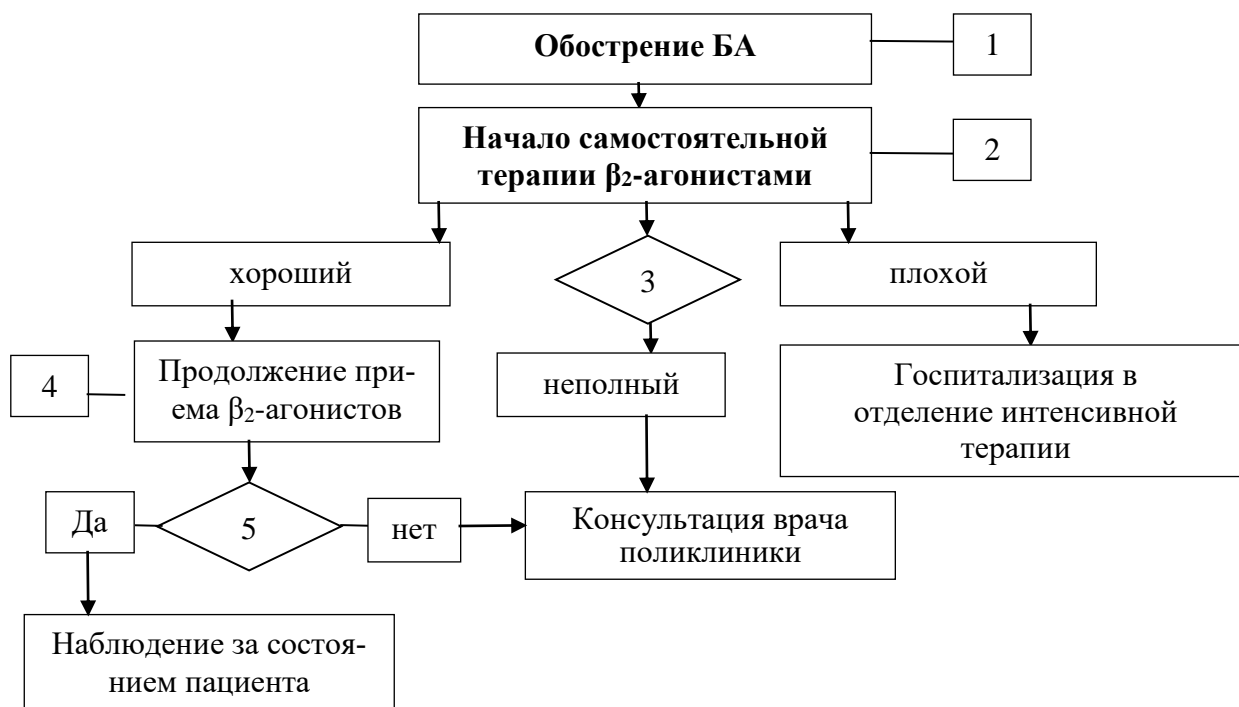 Обострение БА
1
Начало самостоятельной
терапии β₂-агонистами
2
хороший
3
плохой
4
Продолжение при-
ема β₂-агонистов
неполный
Госпитализация в
отделение интенсивной
терапии
Да
5
нет
Консультация врача
поликлиники
Наблюдение за состоя-
нием пациента